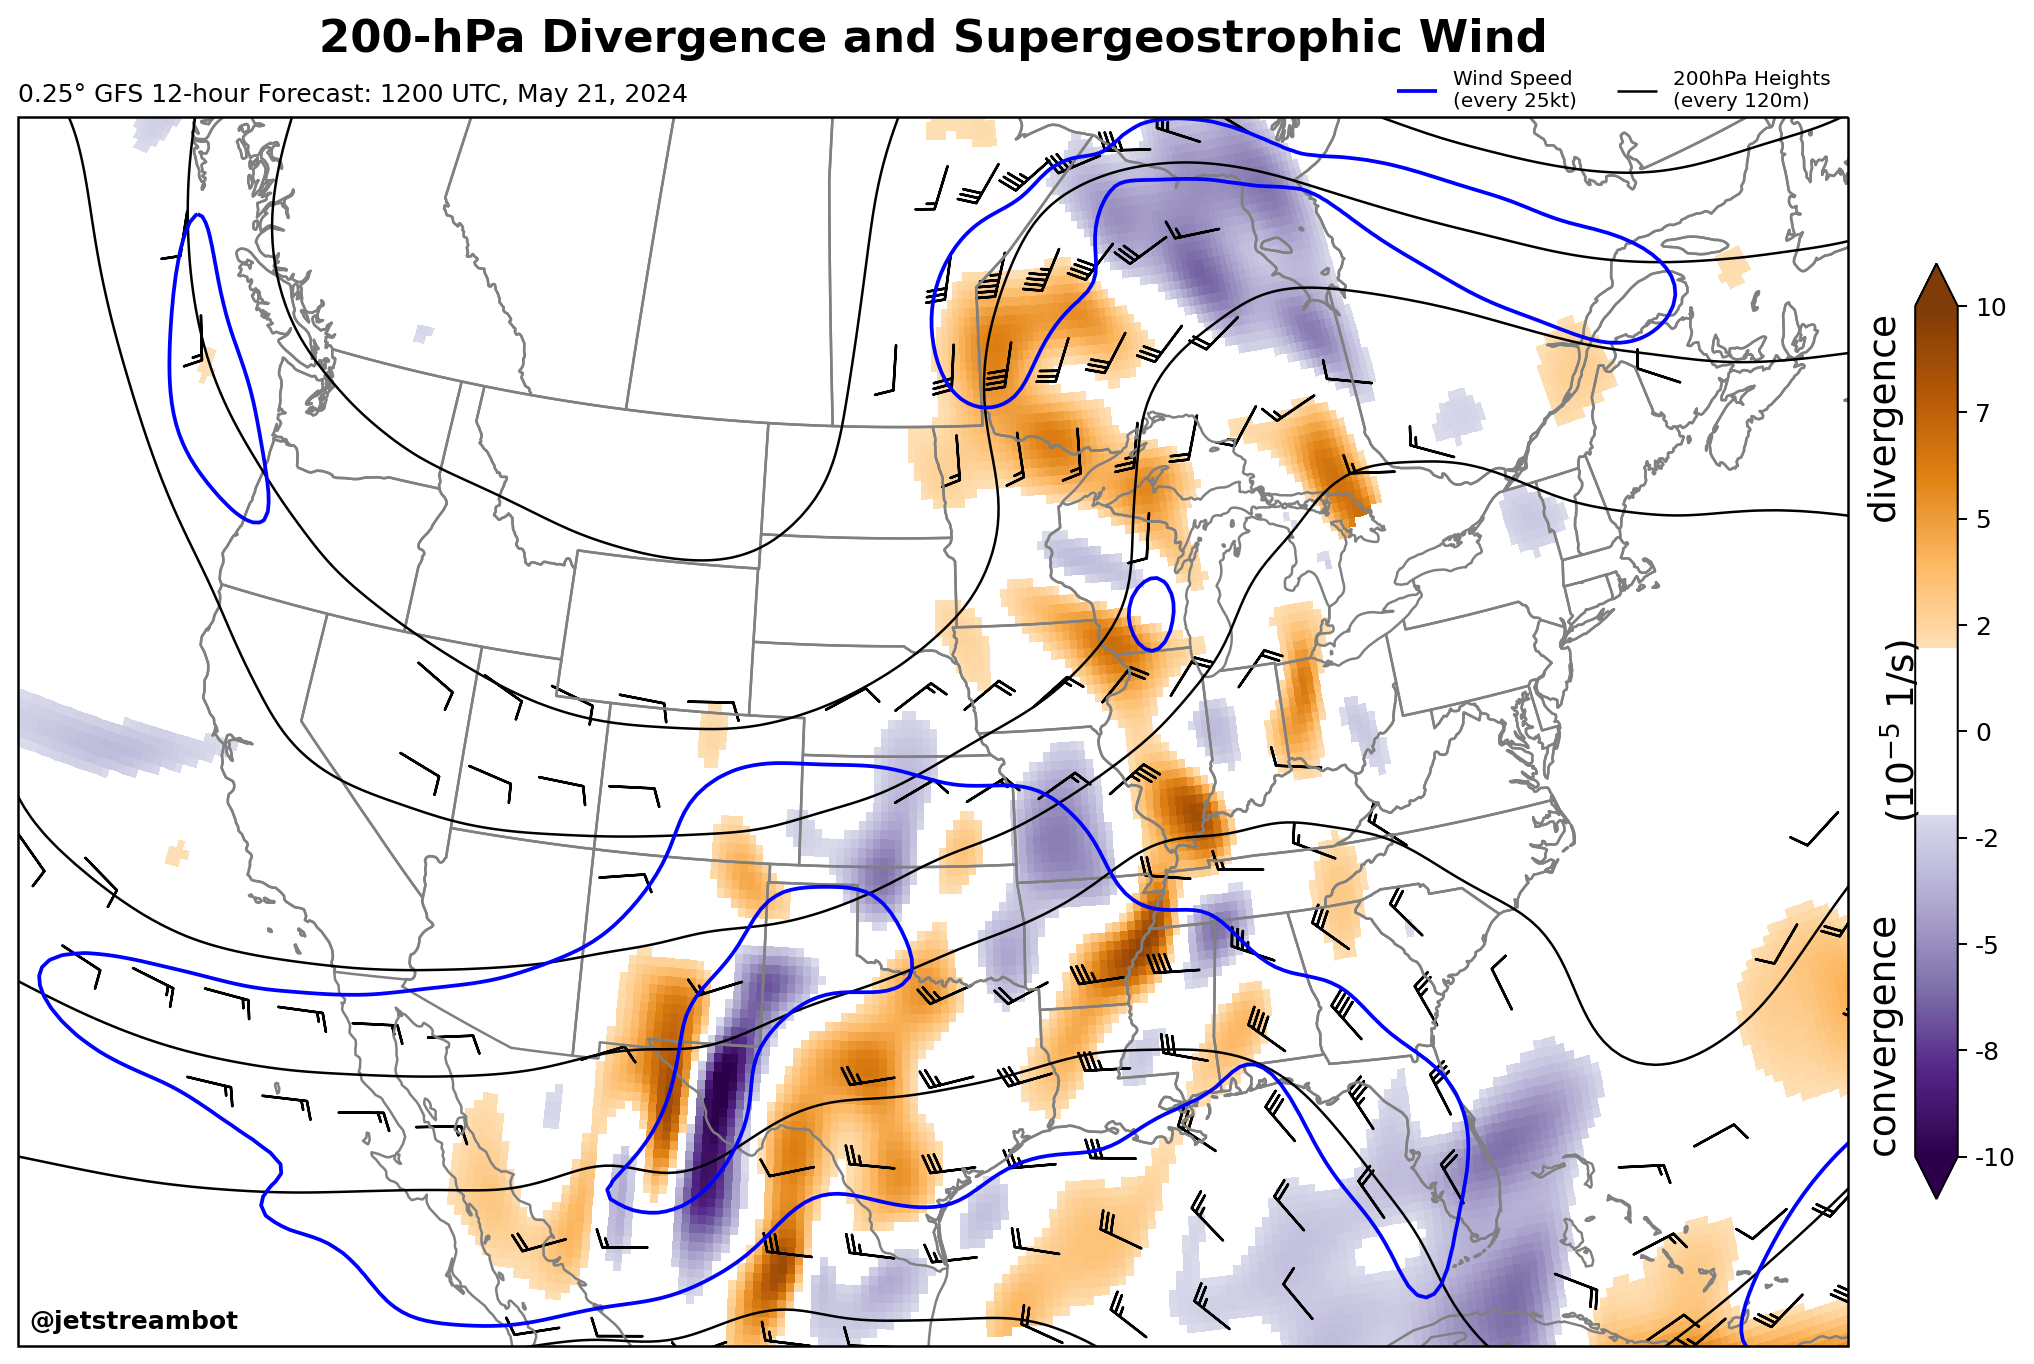 200-hPa Divergence and Supergeostrophic Wind
0.25° GFS 12-hour Forecast: 1200 UTC, May 21, 2024
Wind Speed
(every 25kt)
200hPa Heights
(every 120m)
10
7
5
2
0
-2
-5
-8
-10
divergence
(10⁻⁵ 1/s)
convergence
@jetstreambot